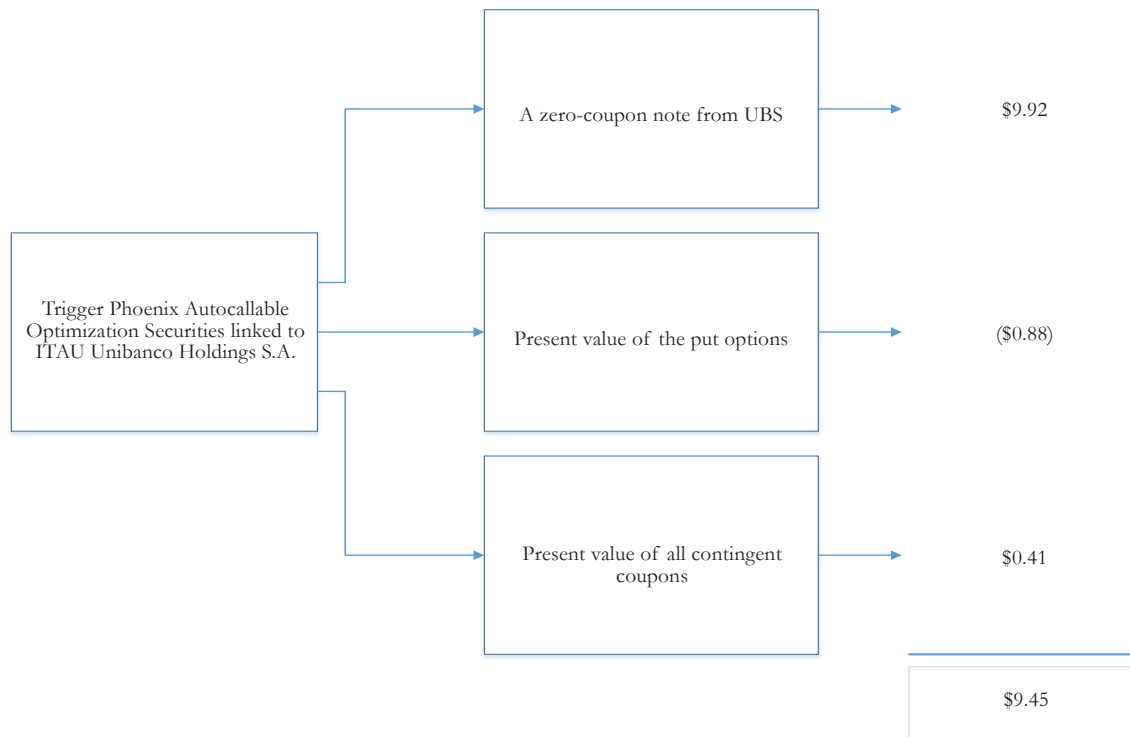 A zero-coupon note from UBS
$9.92
Trigger Phoenix Autocallable
Optimization Securities linked to
ITAU Unibanco Holdings S.A.
Present value of the put options
($0.88)
Present value of all contingent
coupons
$0.41
$9.45